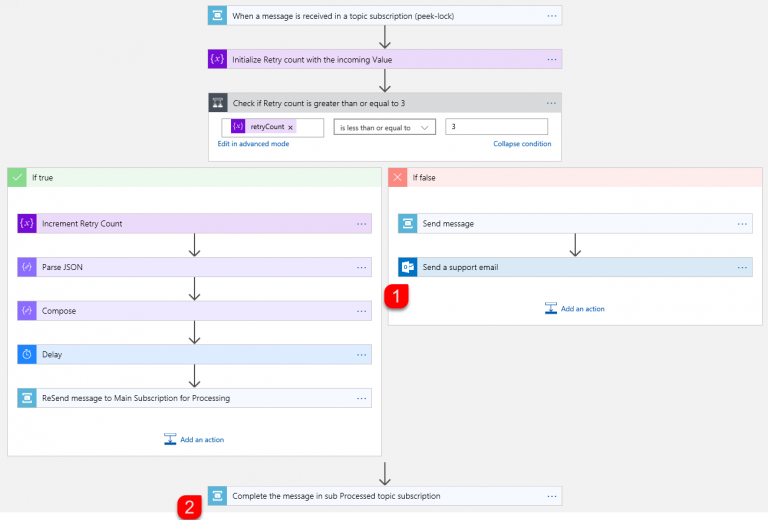 When a message is received in a topic subscription (peek-lock) ...
{x} Initialize Retry count with the incoming Value ...
Check if Retry count is greater than or equal to 3 ...
{x} retryCount x is less than or equal to 3
Edit in advanced mode Collapse condition
If true
{x} Increment Retry Count ...
Parse JSON ...
Compose ...
Delay ...
ReSend message to Main Subscription for Processing ...
Add an action
If false
Send message ...
Send a support email ...
1
Add an action
Complete the message in sub Processed topic subscription ...
2